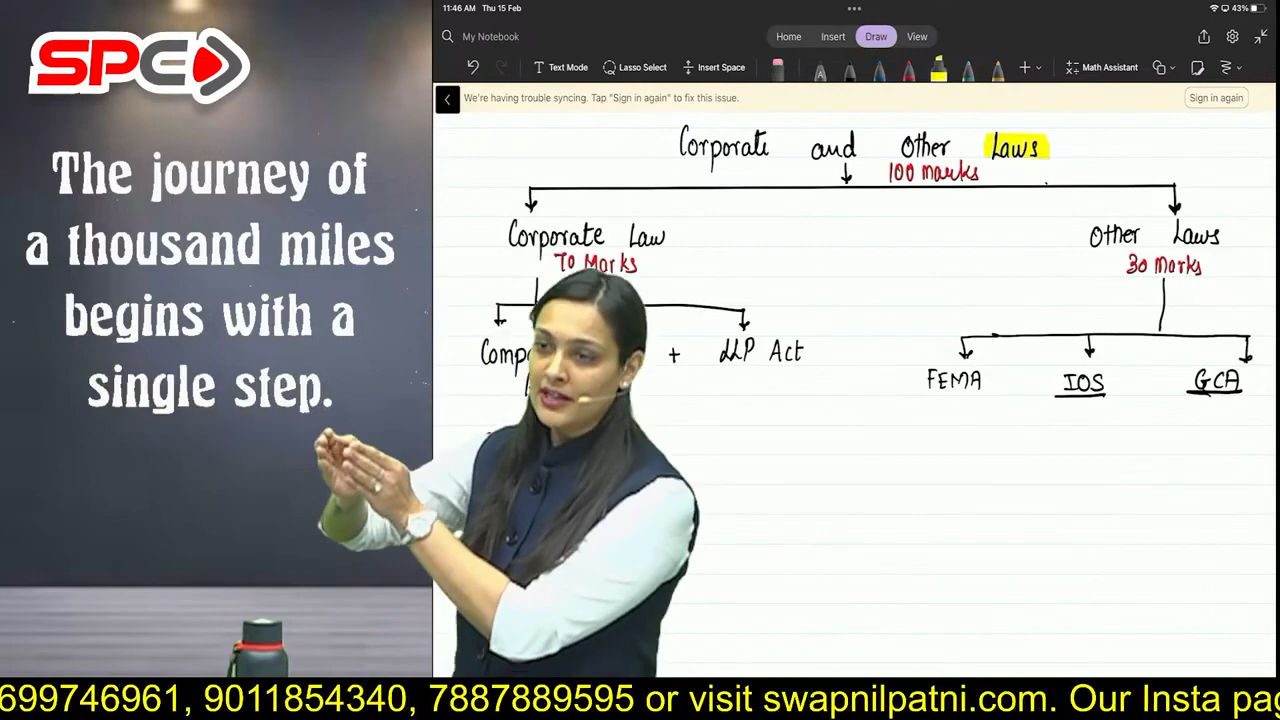 SPC
The journey of
a thousand miles
begins with a
single step.
11:46 AM Thu 15 Feb
43%
My Notebook
Home Insert Draw View
Text Mode Lasso Select Insert Space Math Assistant
We're having trouble syncing. Tap "Sign in again" to fix this issue. Sign in again
Corporate and Other Laws
100 Marks
Corporate Law Other Laws
70 Marks 30 Marks
+ LLP Act
FEMA IOS GCA
699746961, 9011854340, 7887889595 or visit swapnilpatni.com. Our Insta pag